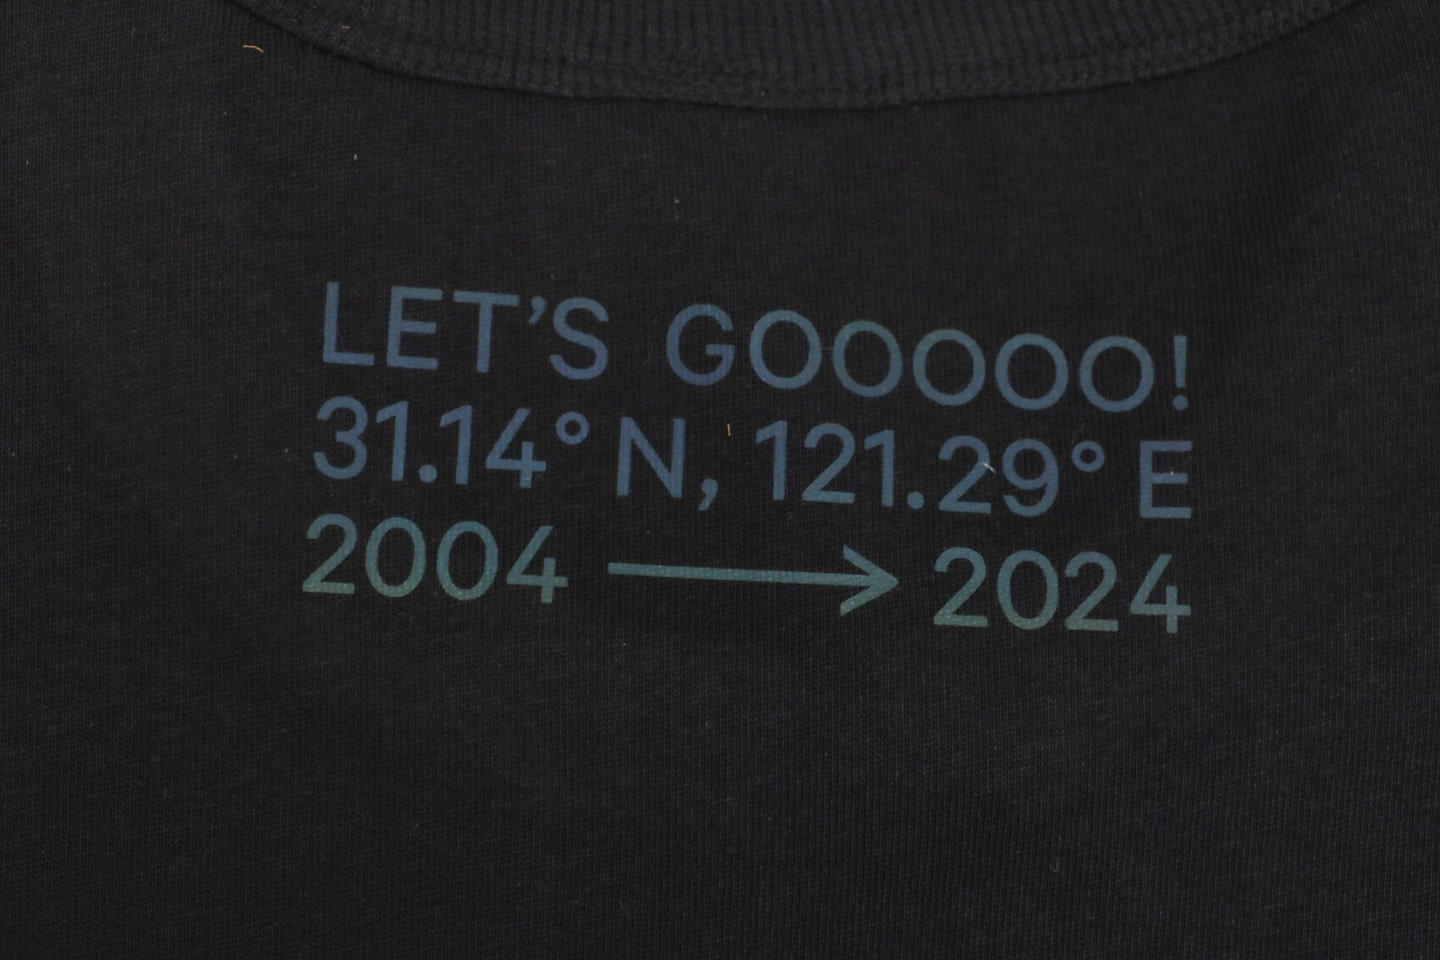 LET'S GOOOOO!
31.14° N, 121.29° E
2004 → 2024